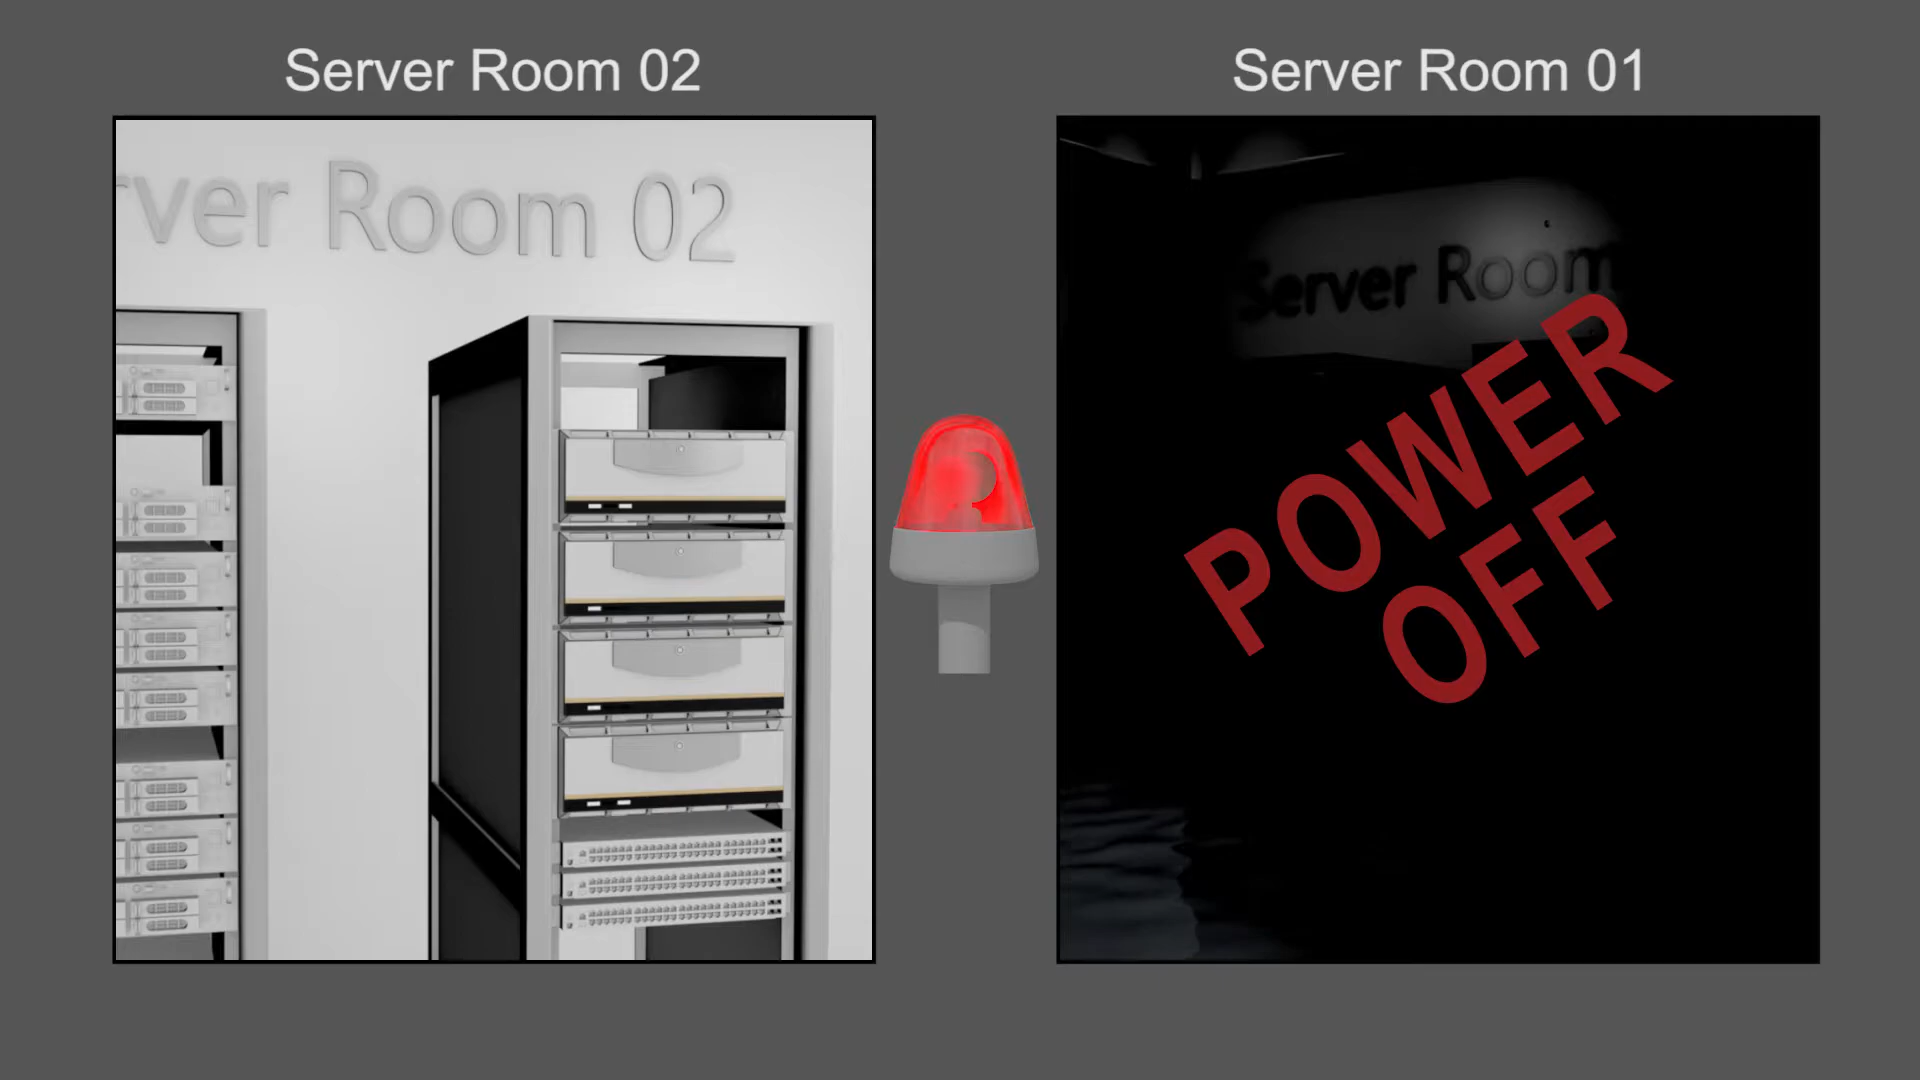 Server Room 02
Server Room 01
rver Room 02
Server Room
POWER
OFF